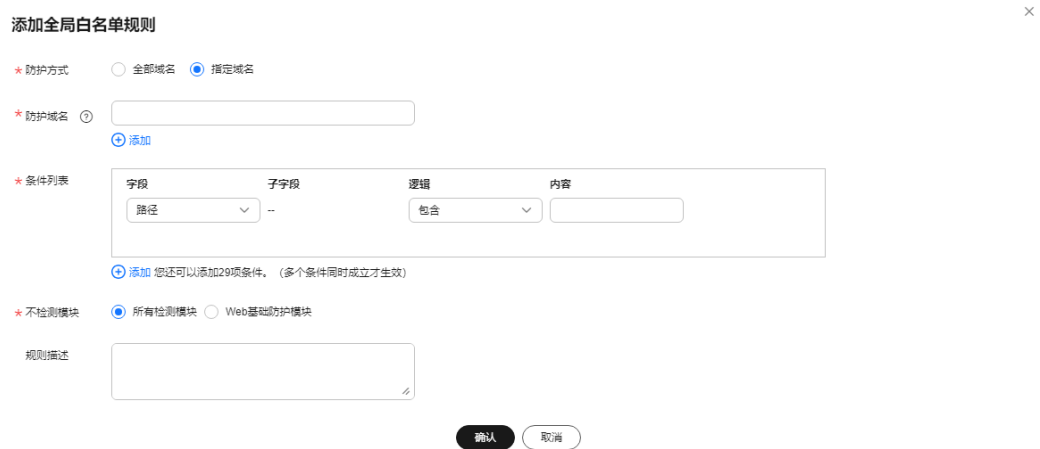 添加全局白名单规则
* 防护方式 全部域名 指定域名
* 防护域名 ?
添加
* 条件列表 字段 子字段 逻辑 内容
路径 -- 包含
添加 您还可以添加29项条件。(多个条件同时成立才生效)
* 不检测模块 所有检测模块 Web基础防护模块
规则描述
确认 取消